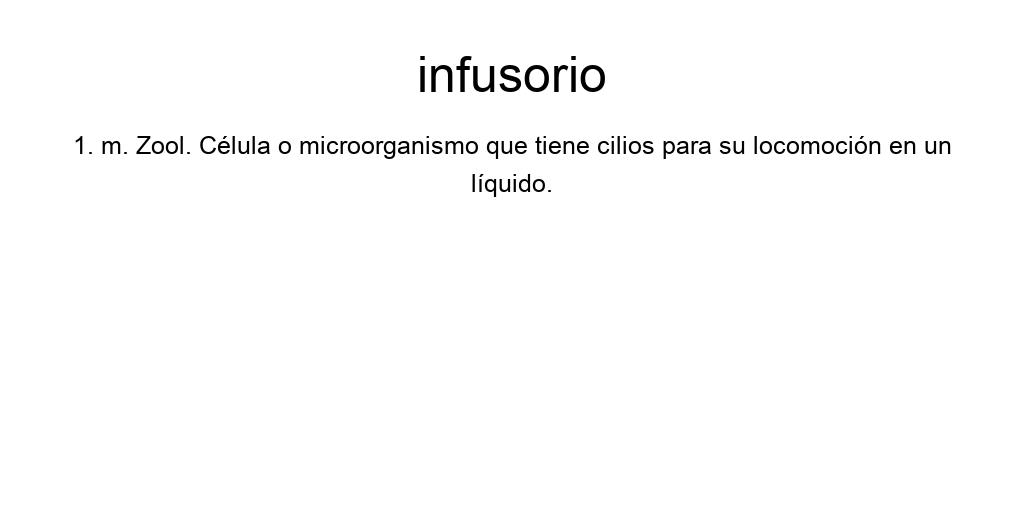 infusorio
1. m. Zool. Célula o microorganismo que tiene cilios para su locomoción en un
líquido.